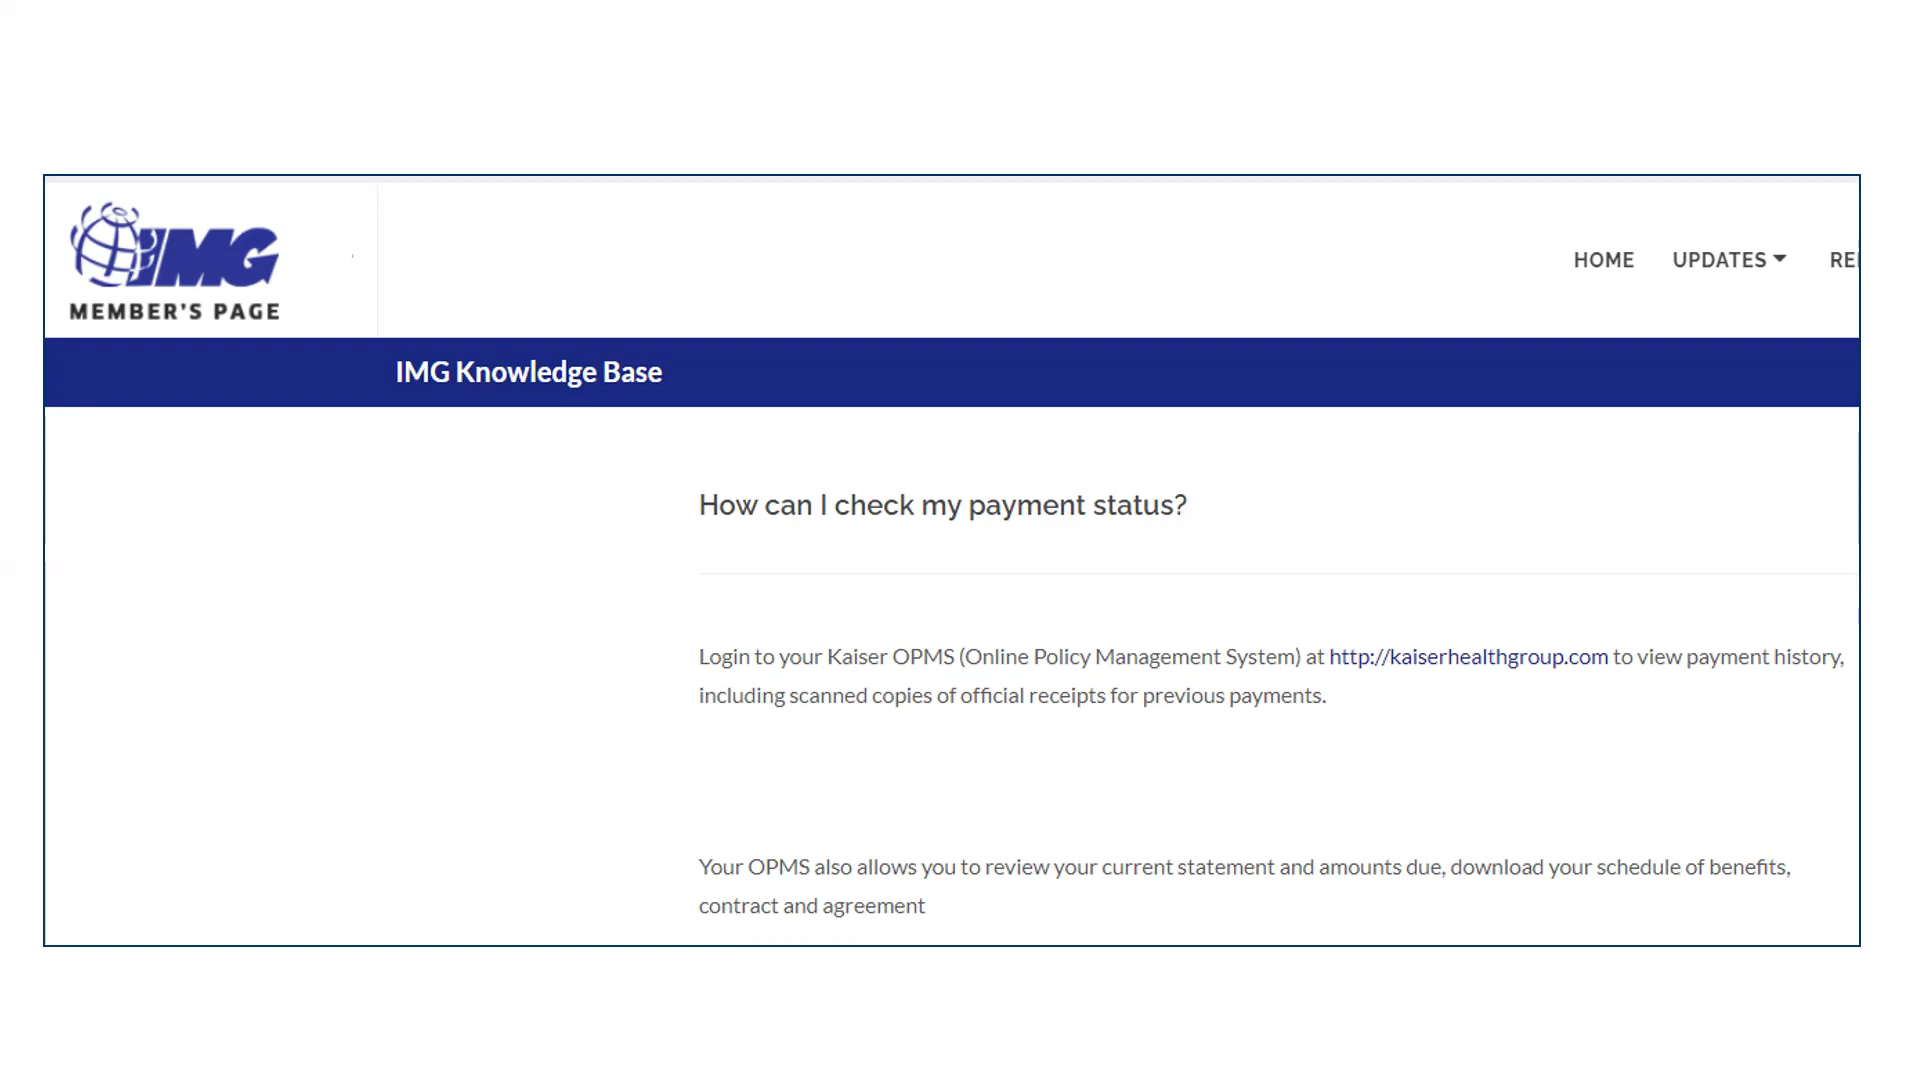 IMG
MEMBER'S PAGE
HOME UPDATES
IMG Knowledge Base
How can I check my payment status?
Login to your Kaiser OPMS (Online Policy Management System) at http://kaiserhealthgroup.com to view payment history,
including scanned copies of official receipts for previous payments.
Your OPMS also allows you to review your current statement and amounts due, download your schedule of benefits,
contract and agreement